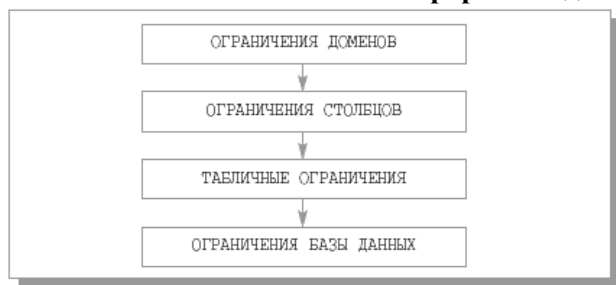 ОГРАНИЧЕНИЯ ДОМЕНОВ
ОГРАНИЧЕНИЯ СТОЛБЦОВ
ТАБЛИЧНЫЕ ОГРАНИЧЕНИЯ
ОГРАНИЧЕНИЯ БАЗЫ ДАННЫХ